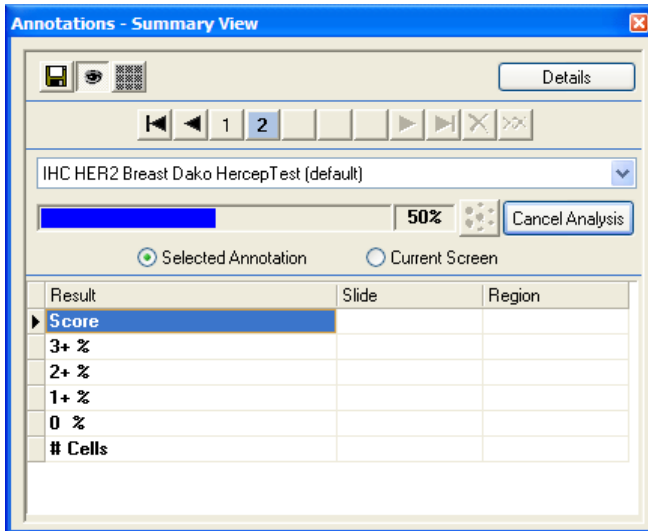 Annotations - Summary View
Details
1 2
IHC HER2 Breast Dako HercepTest (default)
50% Cancel Analysis
Selected Annotation Current Screen
Result Slide Region
Score
3+ %
2+ %
1+ %
0 %
# Cells